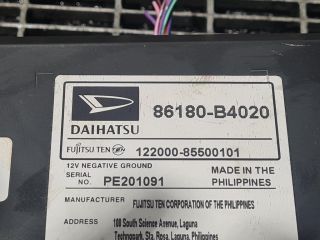 86180-B4020
DAIHATSU
FUJITSU TEN 122000-85500101
12V NEGATIVE GROUND
SERIAL NO. PE201091
MADE IN THE PHILIPPINES
MANUFACTURER
FUJITSU TEN CORPORATION OF THE PHILIPPINES
ADDRESS
109 South Science Avenue, Laguna
Technopark, Sta. Rosa, Laguna, Philippines